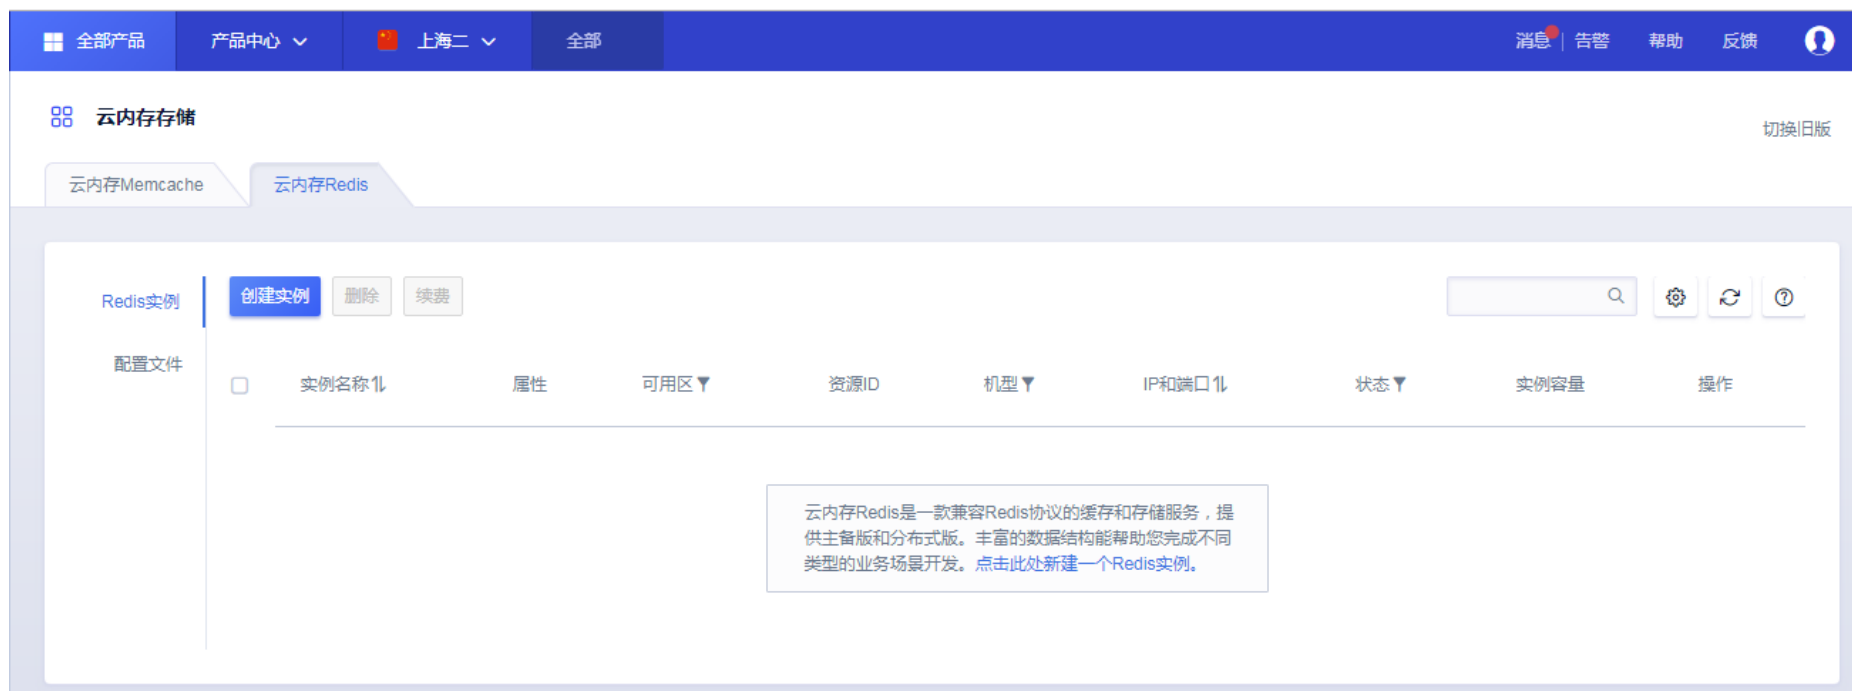 全部产品 产品中心 上海二 全部 消息 告警 帮助 反馈
云内存存储
切换旧版
云内存Memcache 云内存Redis
Redis实例 创建实例 删除 续费
配置文件
实例名称 属性 可用区 资源ID 机型 IP和端口 状态 实例容量 操作
云内存Redis是一款兼容Redis协议的缓存和存储服务，提
供主备版和分布式版。丰富的数据结构能帮助您完成不同
类型的业务场景开发。点击此处新建一个Redis实例。